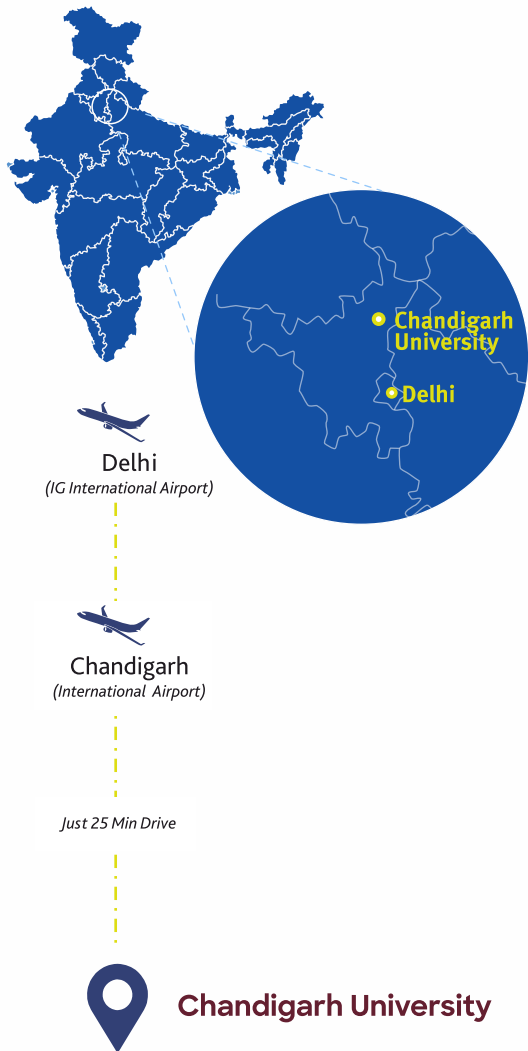 Chandigarh
University
Delhi
Delhi
(IG International Airport)
Chandigarh
(International Airport)
Just 25 Min Drive
Chandigarh University